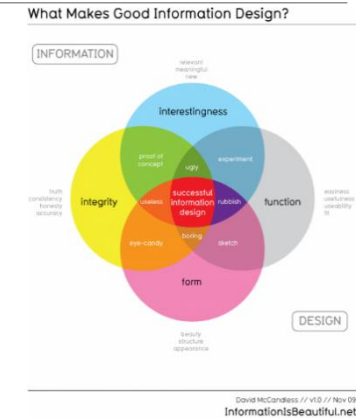 What Makes Good Information Design?
INFORMATION
relevant
meaningful
new
interestingness
proof of
concept
ugly
experiment
truth
consistency
honesty
accuracy
integrity
useless
successful
information
design
rubbish
function
easiness
usefulness
useability
fit
eye-candy
boring
sketch
form
DESIGN
beauty
structure
appearance
David McCandless // v1.0 // Nov 09
InformationIsBeautiful.net